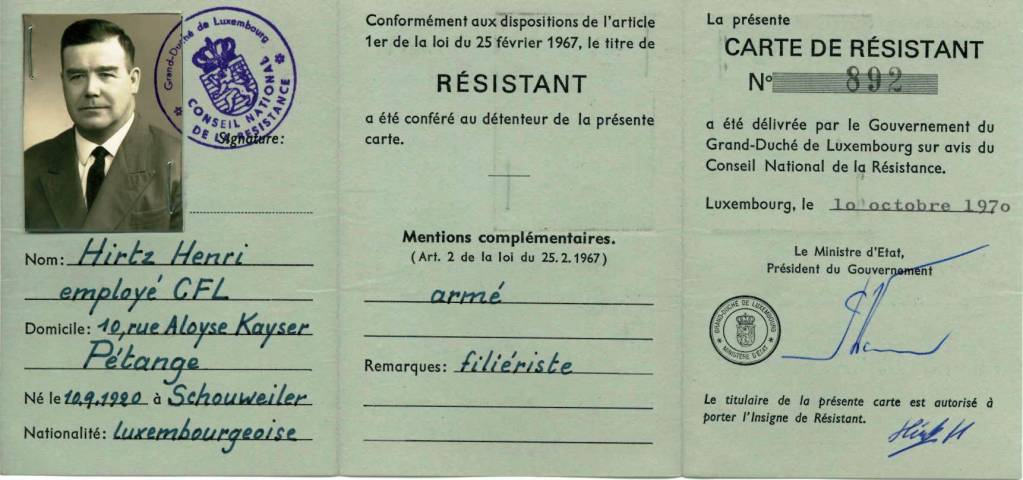 Grand-Duché de Luxembourg
CONSEIL NATIONAL
DE LA RÉSISTANCE
Signature:
Nom: Hirtz Henri
employé CFL
Domicile: 10, rue Aloyse Kayser
Pétange
Né le 10.9.1920 à Schouweiler
Nationalité: luxembourgeoise
Conformément aux dispositions de l'article
1er de la loi du 25 février 1967, le titre de
RÉSISTANT
a été conféré au détenteur de la présente
carte.
Mentions complémentaires.
(Art. 2 de la loi du 25.2.1967)
armé
Remarques: filiériste
La présente
CARTE DE RÉSISTANT
N° 892
a été délivrée par le Gouvernement du
Grand-Duché de Luxembourg sur avis du
Conseil National de la Résistance.
Luxembourg, le 10 octobre 1970
Le Ministre d'Etat,
Président du Gouvernement
GRAND-DUCHÉ DE LUXEMBOURG
MINISTÈRE D'ÉTAT
Le titulaire de la présente carte est autorisé à
porter l'Insigne de Résistant.